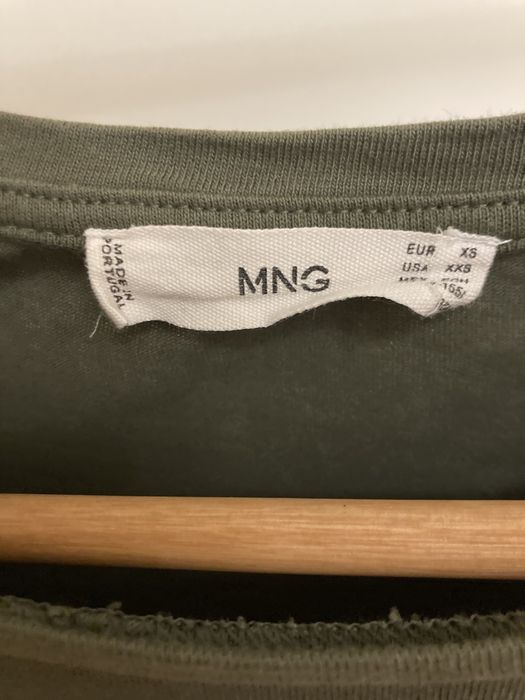 MADE IN
PORTUGAL
MNG
EUR XS
USA XXS